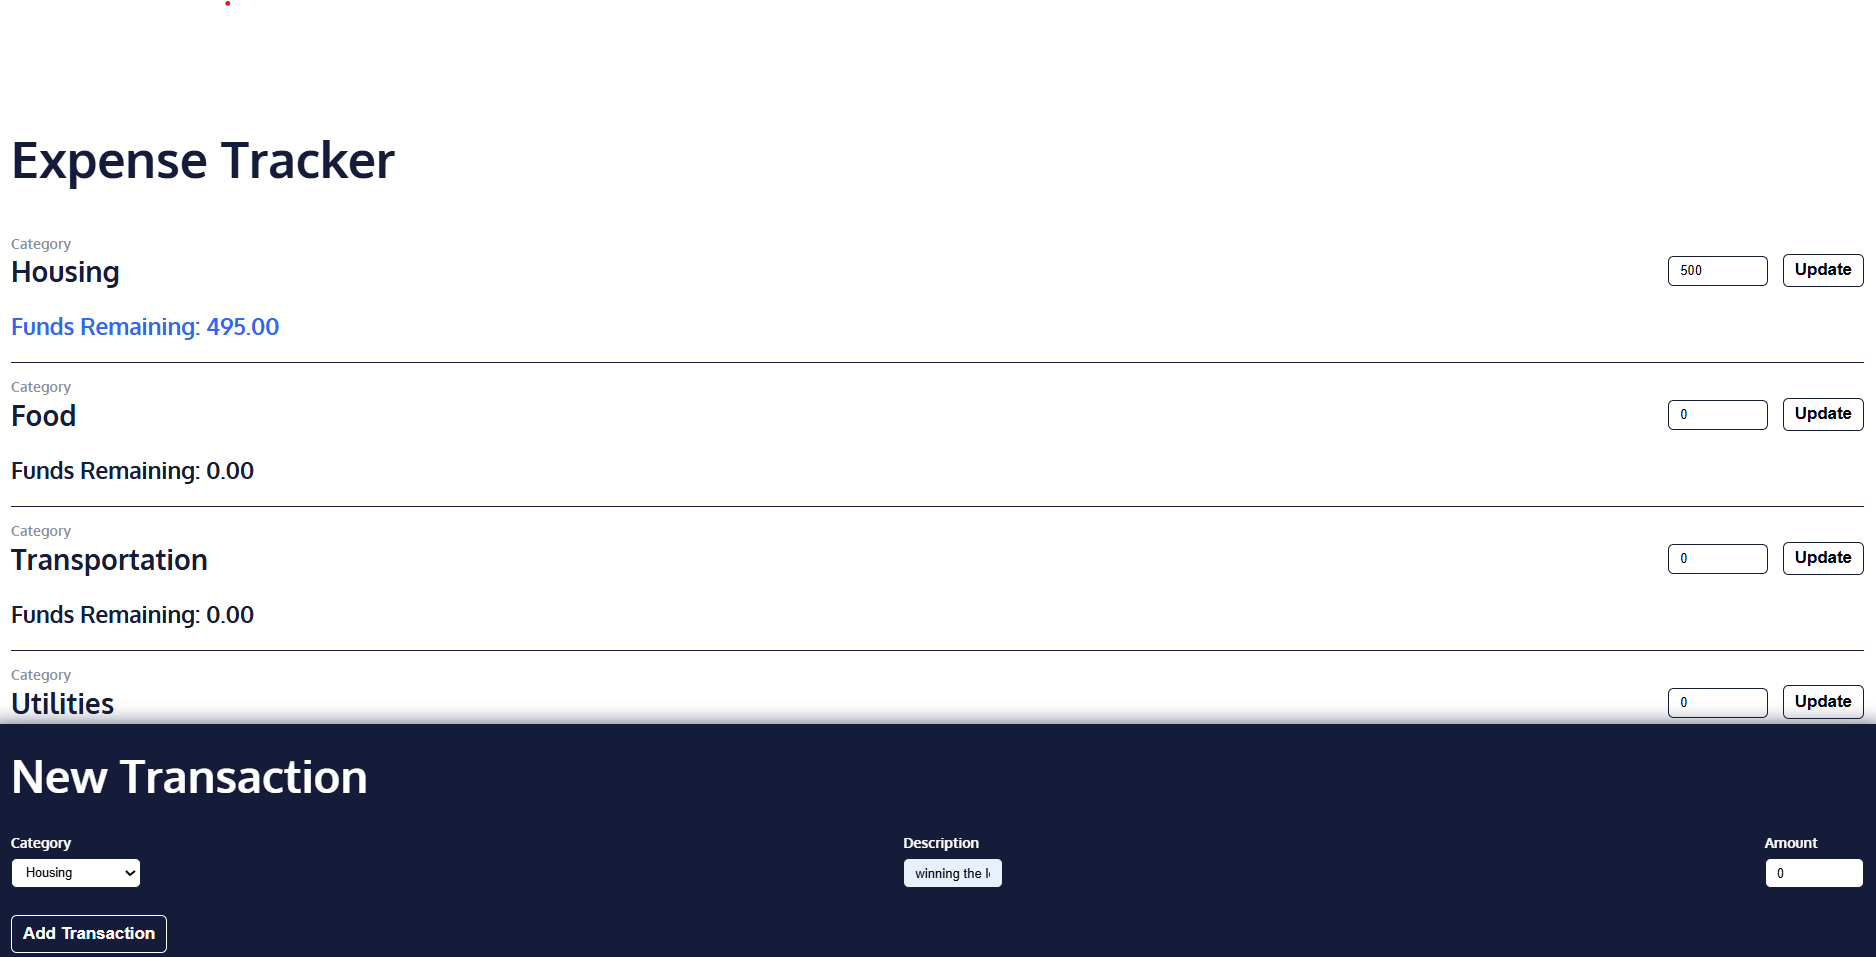 Expense Tracker
Category
Housing
500
Update
Funds Remaining: 495.00
Category
Food
0
Update
Funds Remaining: 0.00
Category
Transportation
0
Update
Funds Remaining: 0.00
Category
Utilities
0
Update
New Transaction
Category Description Amount
Housing winning the 0
Add Transaction